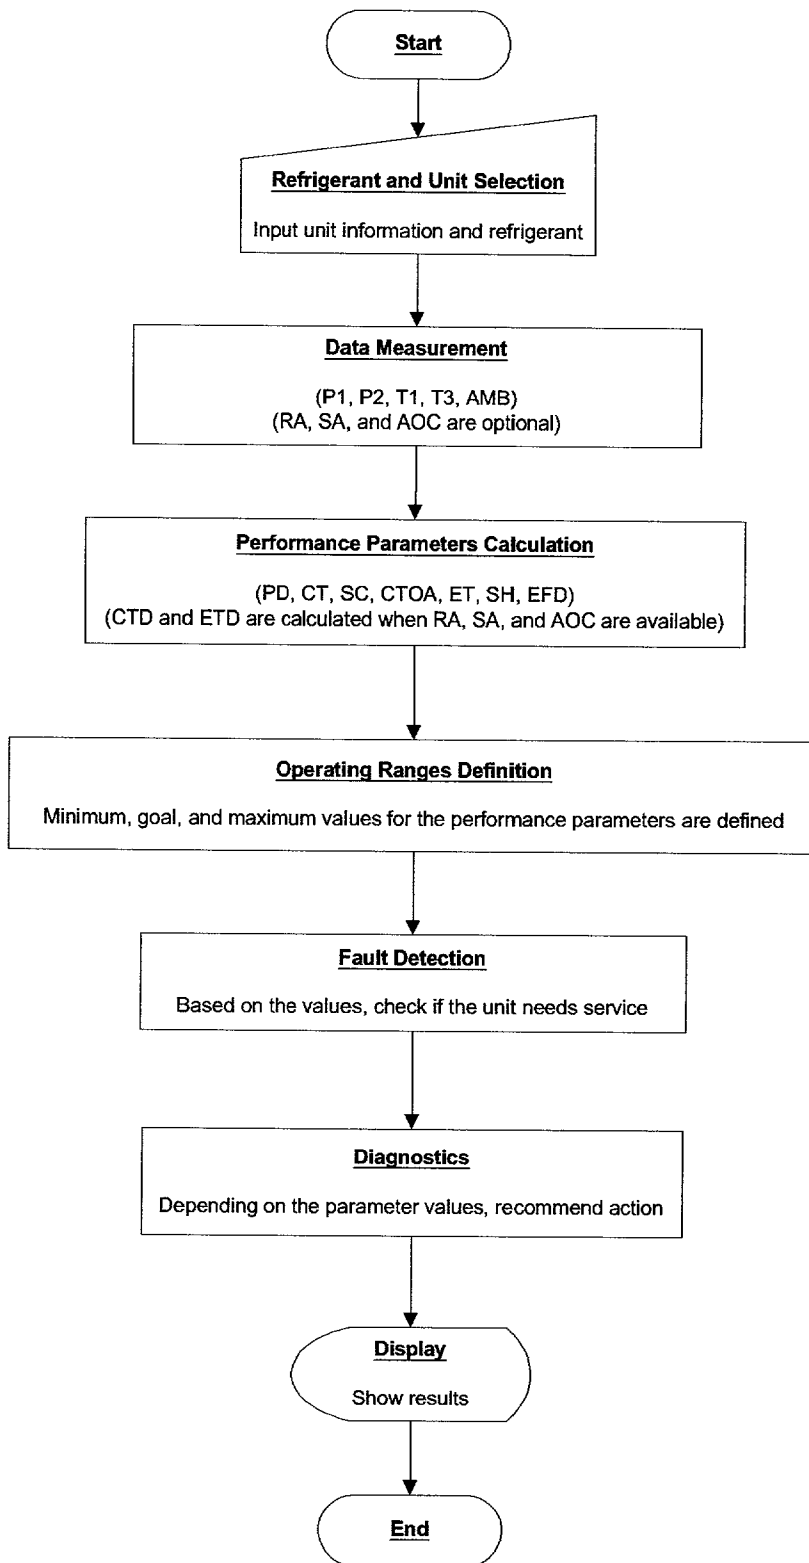 Start
Refrigerant and Unit Selection
Input unit information and refrigerant
Data Measurement
(P1, P2, T1, T3, AMB)
(RA, SA, and AOC are optional)
Performance Parameters Calculation
(PD, CT, SC, CTOA, ET, SH, EFD)
(CTD and ETD are calculated when RA, SA, and AOC are available)
Operating Ranges Definition
Minimum, goal, and maximum values for the performance parameters are defined
Fault Detection
Based on the values, check if the unit needs service
Diagnostics
Depending on the parameter values, recommend action
Display
Show results
End